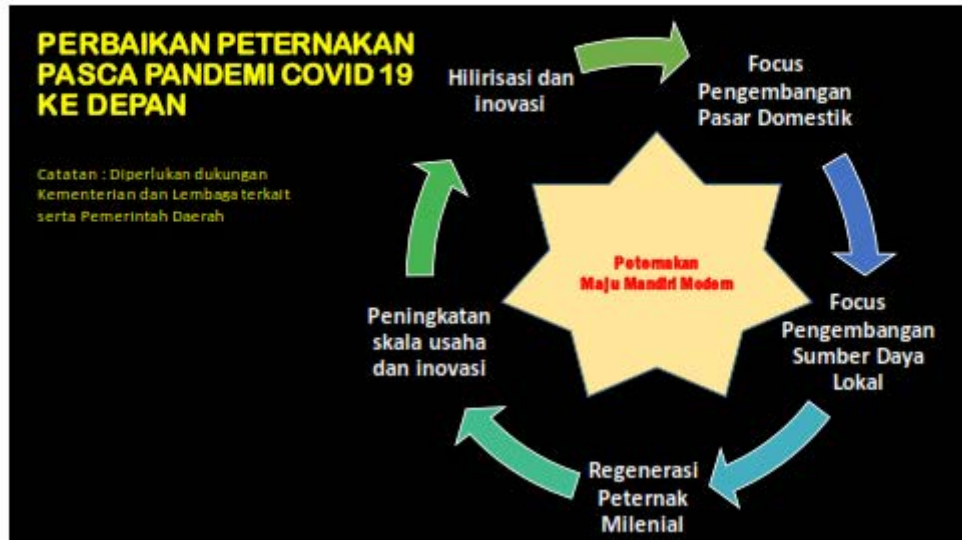 PERBAIKAN PETERNAKAN
PASCA PANDEMI COVID 19
KE DEPAN
Catatan : Diperlukan dukungan
Kementerian dan Lembaga terkait
serta Pemerintah Daerah
Hilirisasi dan
inovasi
Focus
Pengembangan
Pasar Domestik
Focus
Pengembangan
Sumber Daya
Lokal
Regenerasi
Peternak
Milenial
Peningkatan
skala usaha
dan inovasi
Peternakan
Maju Mandiri Modern